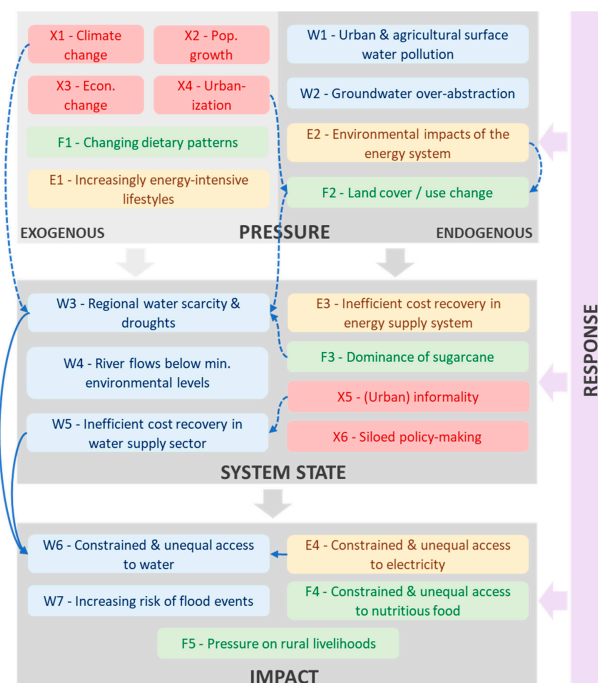 X1 - Climate
change
X2 - Pop.
growth
X3 - Econ.
change
X4 - Urban-
ization
F1 - Changing dietary patterns
E1 - Increasingly energy-intensive
lifestyles
W1 - Urban & agricultural surface
water pollution
W2 - Groundwater over-abstraction
E2 - Environmental impacts of the
energy system
F2 - Land cover / use change
EXOGENOUS
PRESSURE
ENDOGENOUS
W3 - Regional water scarcity &
droughts
W4 - River flows below min.
environmental levels
W5 - Inefficient cost recovery in
water supply sector
E3 - Inefficient cost recovery in
energy supply system
F3 - Dominance of sugarcane
X5 - (Urban) informality
X6 - Siloed policy-making
SYSTEM STATE
W6 - Constrained & unequal access
to water
W7 - Increasing risk of flood events
E4 - Constrained & unequal access
to electricity
F4 - Constrained & unequal access
to nutritious food
F5 - Pressure on rural livelihoods
IMPACT
RESPONSE